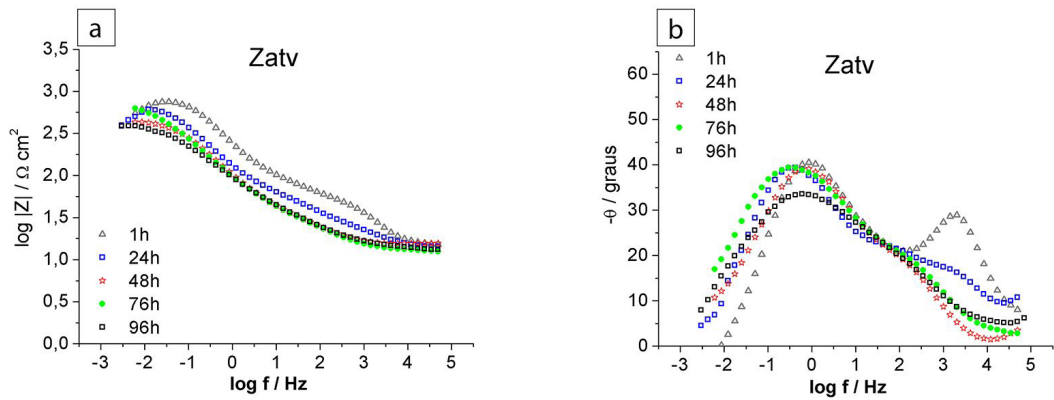 a
Zatv
log |Z| / Ω cm²
3,5
3,0
2,5
2,0
1,5
1,0
0,5
0,0
1h
24h
48h
76h
96h
-3 -2 -1 0 1 2 3 4 5
log f / Hz
b
Zatv
-θ / graus
60
50
40
30
20
10
0
1h
24h
48h
76h
96h
-3 -2 -1 0 1 2 3 4 5
log f / Hz